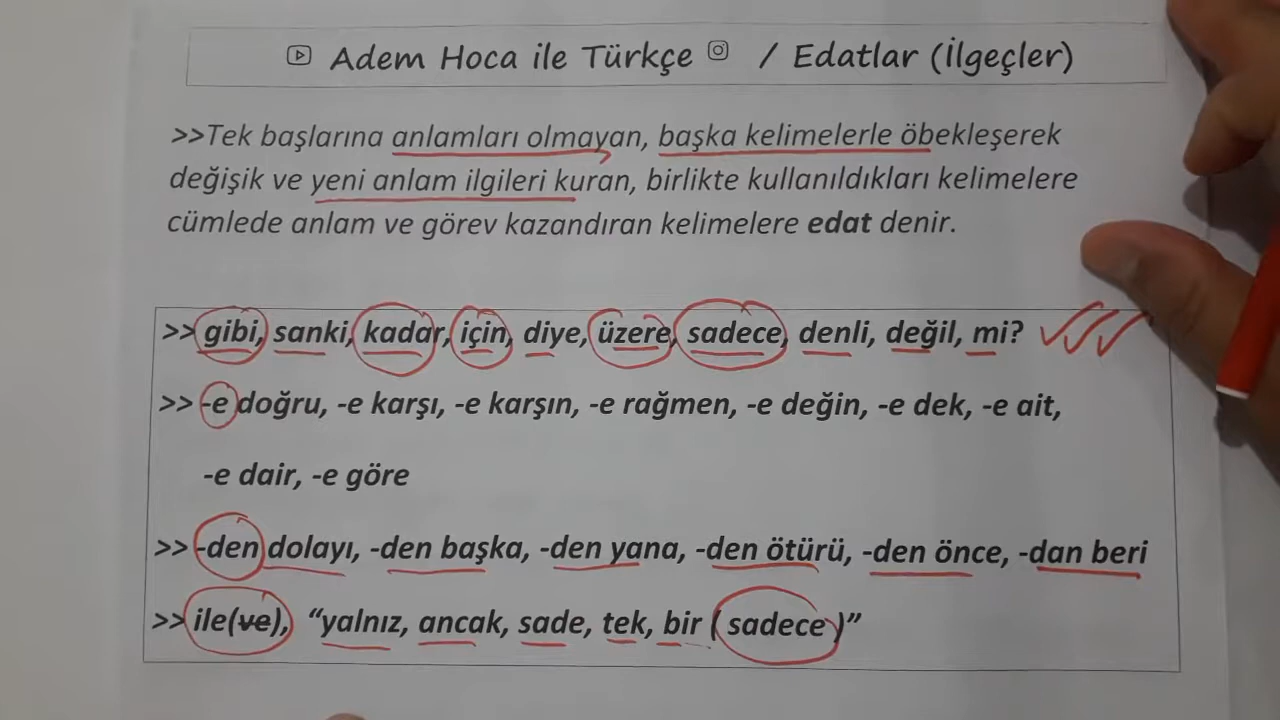 Adem Hoca ile Türkçe / Edatlar (İlgeçler)
>>Tek başlarına anlamları olmayan, başka kelimelerle öbekleşerek
değişik ve yeni anlam ilgileri kuran, birlikte kullanıldıkları kelimelere
cümlede anlam ve görev kazandıran kelimelere edat denir.
>> gibi, sanki, kadar, için, diye, üzere, sadece, denli, değil, mi?
>> -e doğru, -e karşı, -e karşın, -e rağmen, -e değin, -e dek, -e ait,
-e dair, -e göre
>> -den dolayı, -den başka, -den yana, -den ötürü, -den önce, -dan beri
>> ile(ve), “yalnız, ancak, sade, tek, bir ( sadece )”